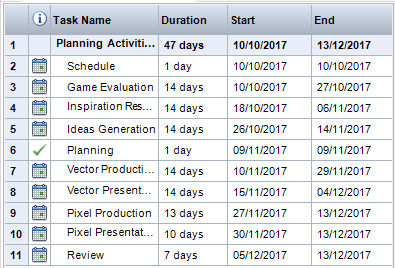 Task Name Duration Start End
1 Planning Activiti... 47 days 10/10/2017 13/12/2017
2 Schedule 1 day 10/10/2017 10/10/2017
3 Game Evaluation 14 days 10/10/2017 27/10/2017
4 Inspiration Res... 14 days 18/10/2017 06/11/2017
5 Ideas Generation 14 days 26/10/2017 14/11/2017
6 Planning 1 day 09/11/2017 09/11/2017
7 Vector Producti... 14 days 10/11/2017 29/11/2017
8 Vector Present... 14 days 15/11/2017 04/12/2017
9 Pixel Production 13 days 27/11/2017 13/12/2017
10 Pixel Presentat... 10 days 30/11/2017 13/12/2017
11 Review 7 days 05/12/2017 13/12/2017